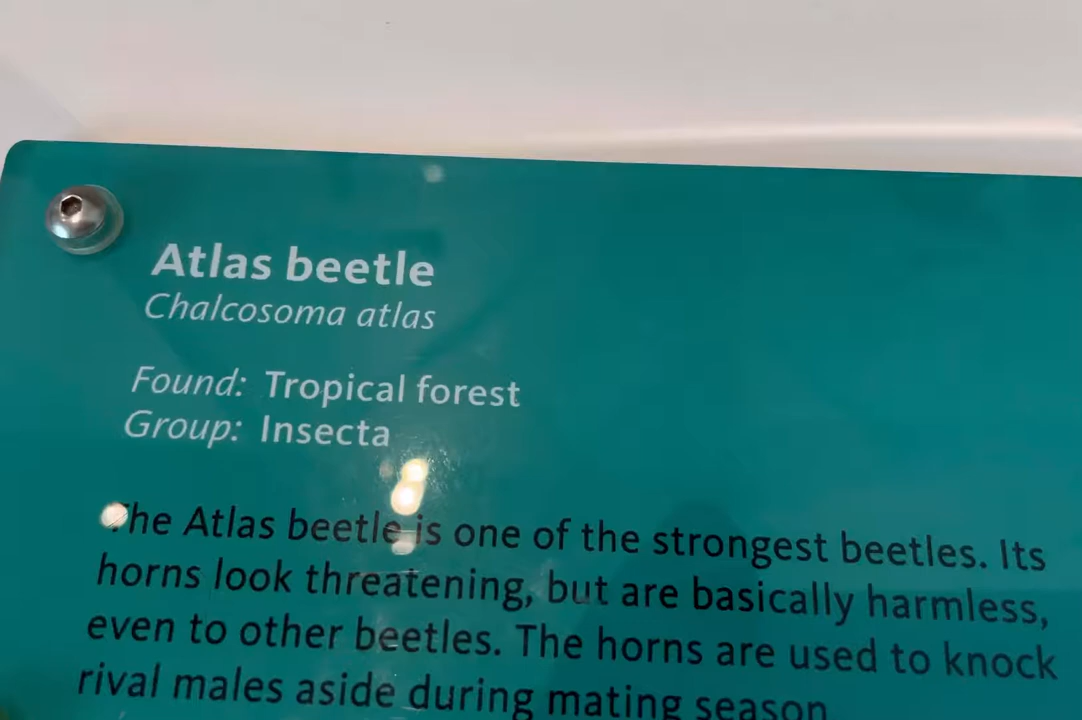 Atlas beetle
Chalcosoma atlas
Found: Tropical forest
Group: Insecta
The Atlas beetle is one of the strongest beetles. Its
horns look threatening, but are basically harmless,
even to other beetles. The horns are used to knock
rival males aside during mating season